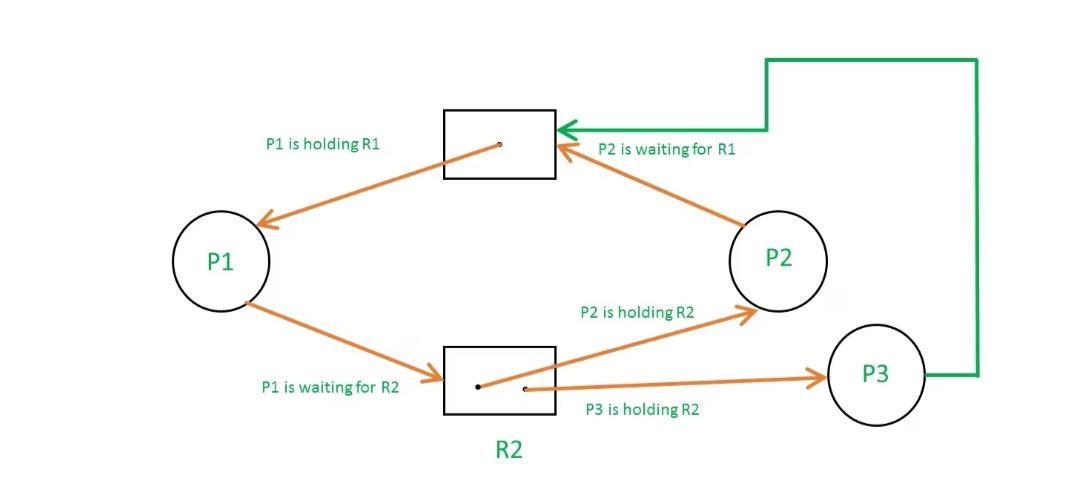 P1 is holding R1
P2 is waiting for R1
P1
P2
P2 is holding R2
P3
P1 is waiting for R2
P3 is holding R2
R2